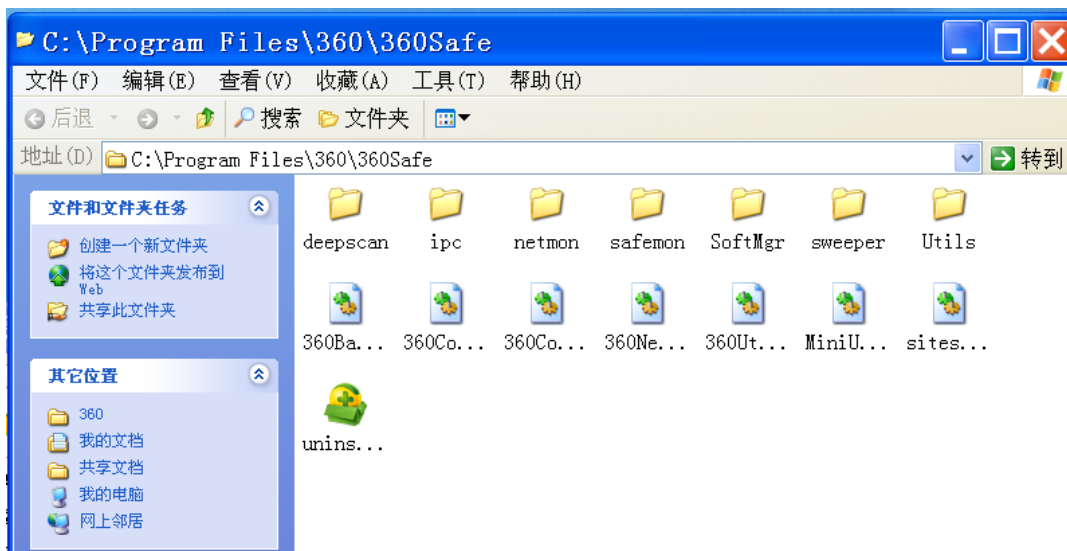 C:\Program Files\360\360Safe
文件(F) 编辑(E) 查看(V) 收藏(A) 工具(T) 帮助(H)
后退 搜索 文件夹
地址(D) C:\Program Files\360\360Safe 转到
文件和文件夹任务
创建一个新文件夹
将这个文件夹发布到
Web
共享此文件夹
其它位置
360
我的文档
共享文档
我的电脑
网上邻居
deepscan ipc netmon safemon SoftMgr sweeper Utils
360Ba... 360Co... 360Co... 360Ne... 360Ut... MiniU... sites...
unins...